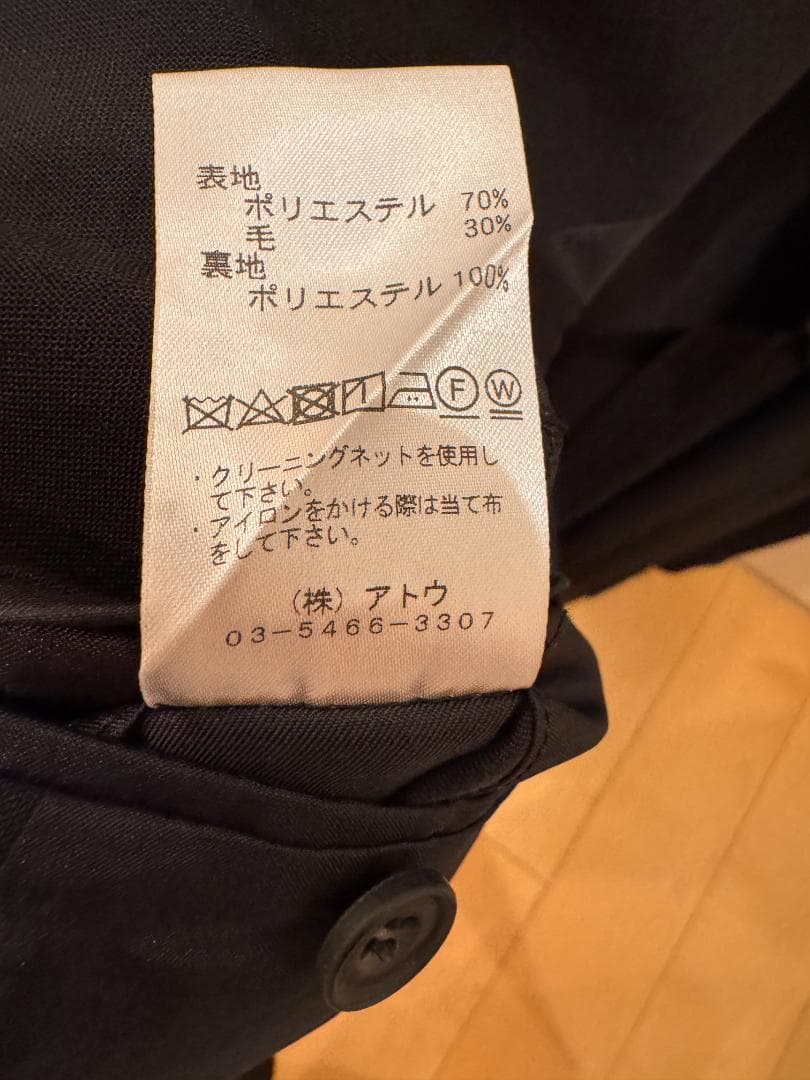 表地
ポリエステル 70%
毛 30%
裏地
ポリエステル 100%
F W
・クリーニングネットを使用し
て下さい。
・アイロンをかける際は当て布
をして下さい。
(株) アトウ
03-5466-3307